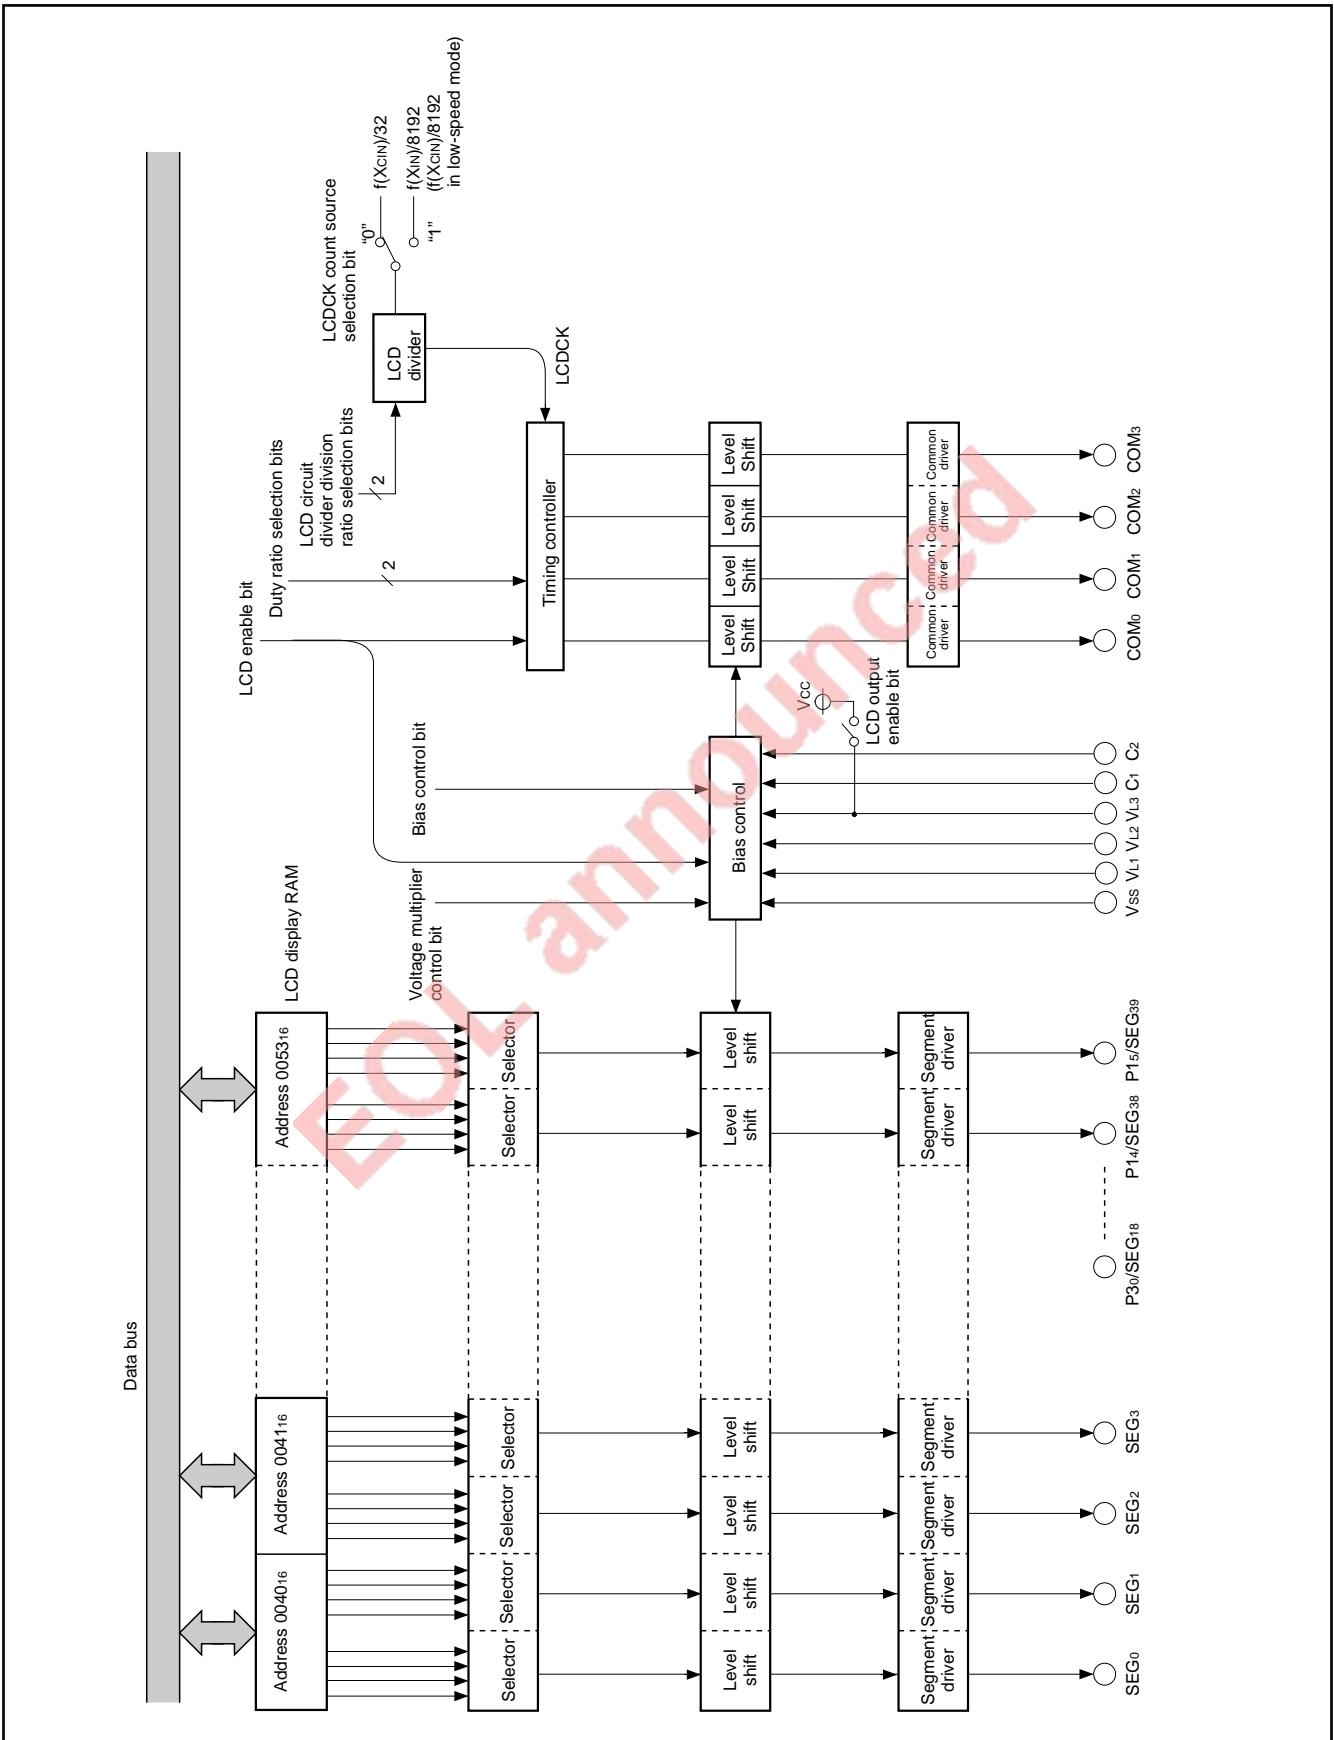 Data bus
LCD enable bit
Duty ratio selection bits
LCD circuit
divider division
ratio selection bits
2
2
LCDCK count source
selection bit
"0"
"1"
f(XCIN)/32
f(XIN)/8192
(f(XCIN)/8192
in low-speed mode)
LCD
divider
LCDCK
Address 004016
Address 004116
Address 005316
LCD display RAM
Voltage multiplier
control bit
Bias control bit
Timing controller
Selector
Selector
Selector
Selector
Selector
Selector
Level
shift
Level
shift
Level
shift
Level
shift
Level
shift
Level
shift
Bias control
Level
Shift
Level
Shift
Level
Shift
Level
Shift
VCC
LCD output
enable bit
Segment
driver
Segment
driver
Segment
driver
Segment
driver
Segment
driver
Segment
driver
Common
driver
Common
driver
Common
driver
Common
driver
SEG0
SEG1
SEG2
SEG3
P30/SEG18
P14/SEG38
P15/SEG39
VSS
VL1
VL2
VL3
C1
C2
COM0
COM1
COM2
COM3
EOL announced